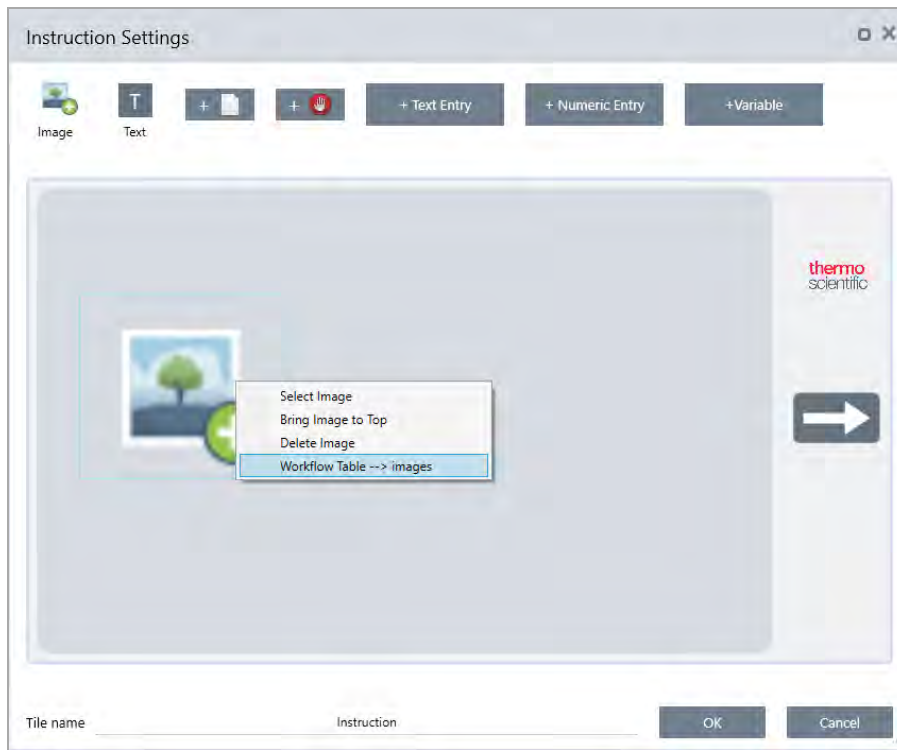 Instruction Settings
Image
Text
+
+
+ Text Entry
+ Numeric Entry
+Variable
thermo
scientific
Select Image
Bring Image to Top
Delete Image
Workflow Table --> images
Tile name
Instruction
OK
Cancel